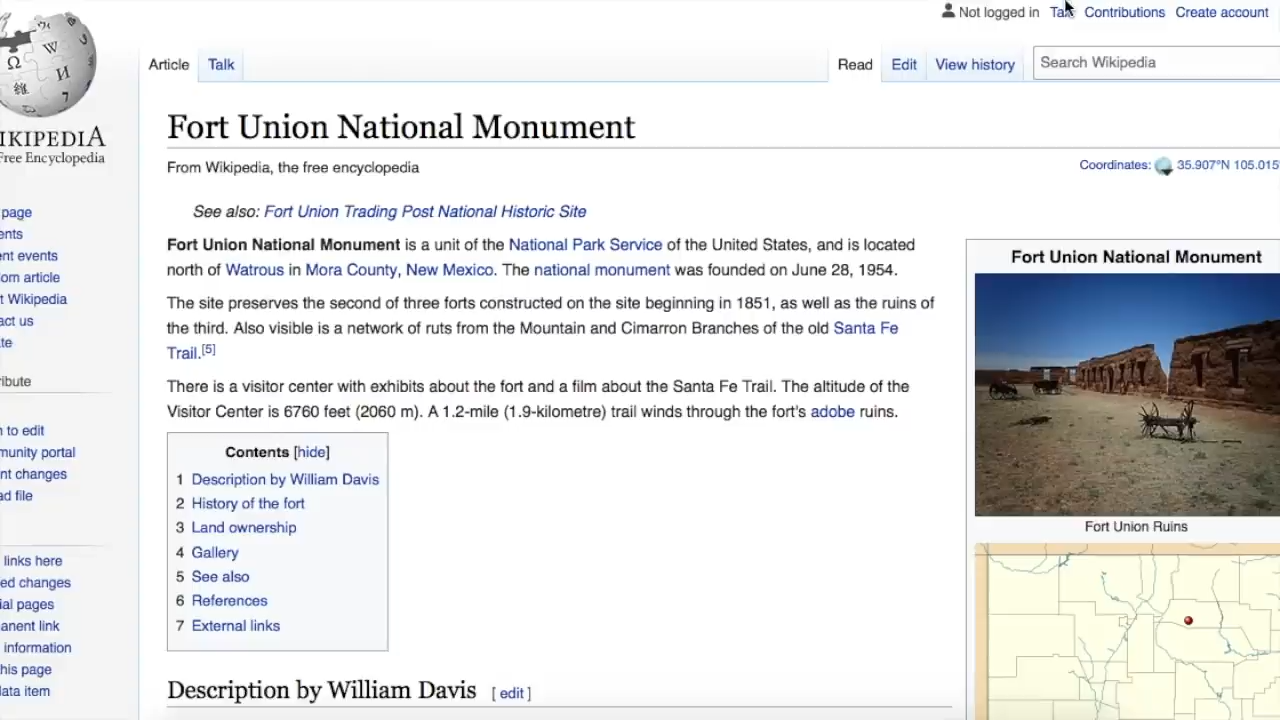 Not logged in Talk Contributions Create account
Article Talk Read Edit View history Search Wikipedia
IKIPEDIA
Free Encyclopedia
Fort Union National Monument
From Wikipedia, the free encyclopedia
Coordinates: 35.907°N 105.015°
See also: Fort Union Trading Post National Historic Site
Fort Union National Monument is a unit of the National Park Service of the United States, and is located
north of Watrous in Mora County, New Mexico. The national monument was founded on June 28, 1954.
The site preserves the second of three forts constructed on the site beginning in 1851, as well as the ruins of
the third. Also visible is a network of ruts from the Mountain and Cimarron Branches of the old Santa Fe
Trail.[5]
There is a visitor center with exhibits about the fort and a film about the Santa Fe Trail. The altitude of the
Visitor Center is 6760 feet (2060 m). A 1.2-mile (1.9-kilometre) trail winds through the fort's adobe ruins.
Contents [hide]
1 Description by William Davis
2 History of the fort
3 Land ownership
4 Gallery
5 See also
6 References
7 External links
Description by William Davis [ edit ]
Fort Union National Monument
Fort Union Ruins
page
ents
nt events
om article
t Wikipedia
act us
te
ribute
n to edit
munity portal
nt changes
ad file
links here
ed changes
ial pages
anent link
information
his page
data item